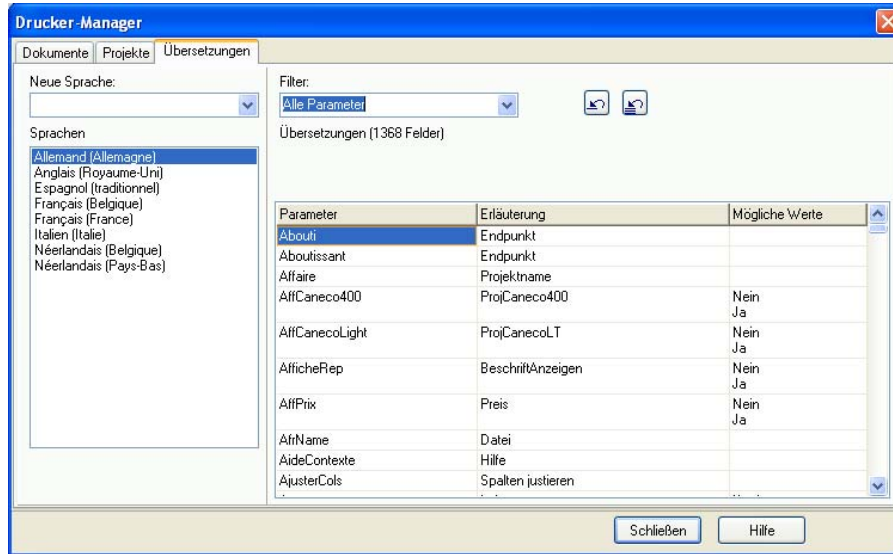 Drucker-Manager
Dokumente Projekte Übersetzungen
Neue Sprache:
Filter:
Alle Parameter
Sprachen
Übersetzungen (1368 Felder)
Allemand (Allemagne)
Anglais (Royaume-Uni)
Espagnol (traditionnel)
Français (Belgique)
Français (France)
Italien (Italie)
Néerlandais (Belgique)
Néerlandais (Pays-Bas)
Parameter Erläuterung Mögliche Werte
Abouti Endpunkt
Aboutissant Endpunkt
Affaire Projektname
AffCaneco400 ProjCaneco400 Nein
Ja
AffCanecoLight ProjCanecoLT Nein
Ja
AfficheRep BeschriftAnzeigen Nein
Ja
AffPrix Preis Nein
Ja
AfrName Datei
AideContexte Hilfe
AjusterCols Spalten justieren
Schließen Hilfe